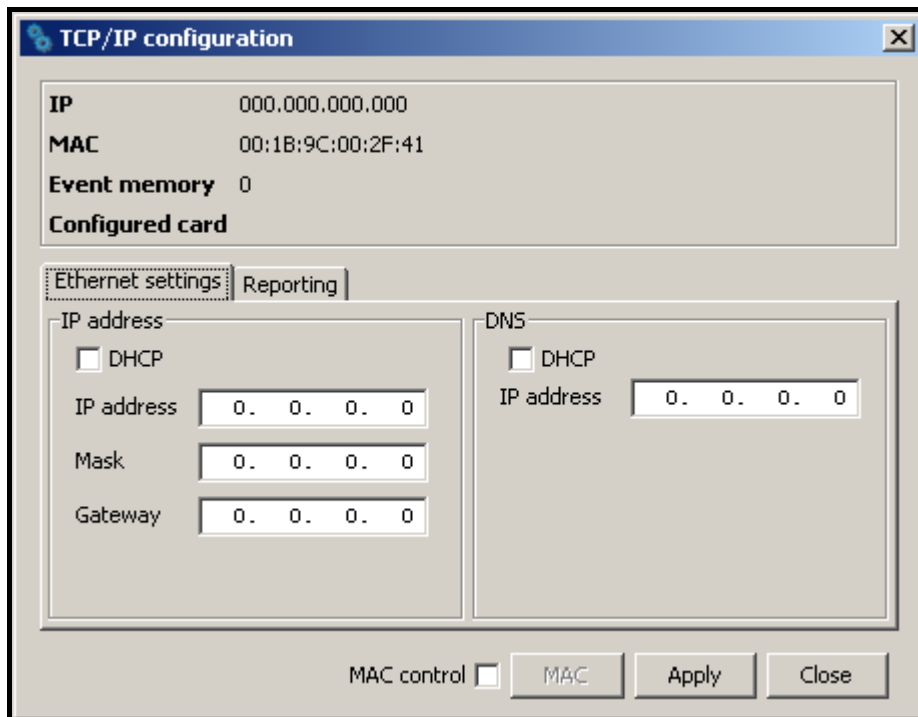 TCP/IP configuration
IP 000.000.000.000
MAC 00:1B:9C:00:2F:41
Event memory 0
Configured card
Ethernet settings Reporting
IP address
DHCP
IP address 0. 0. 0. 0
Mask 0. 0. 0. 0
Gateway 0. 0. 0. 0
DNS
DHCP
IP address 0. 0. 0. 0
MAC control MAC Apply Close